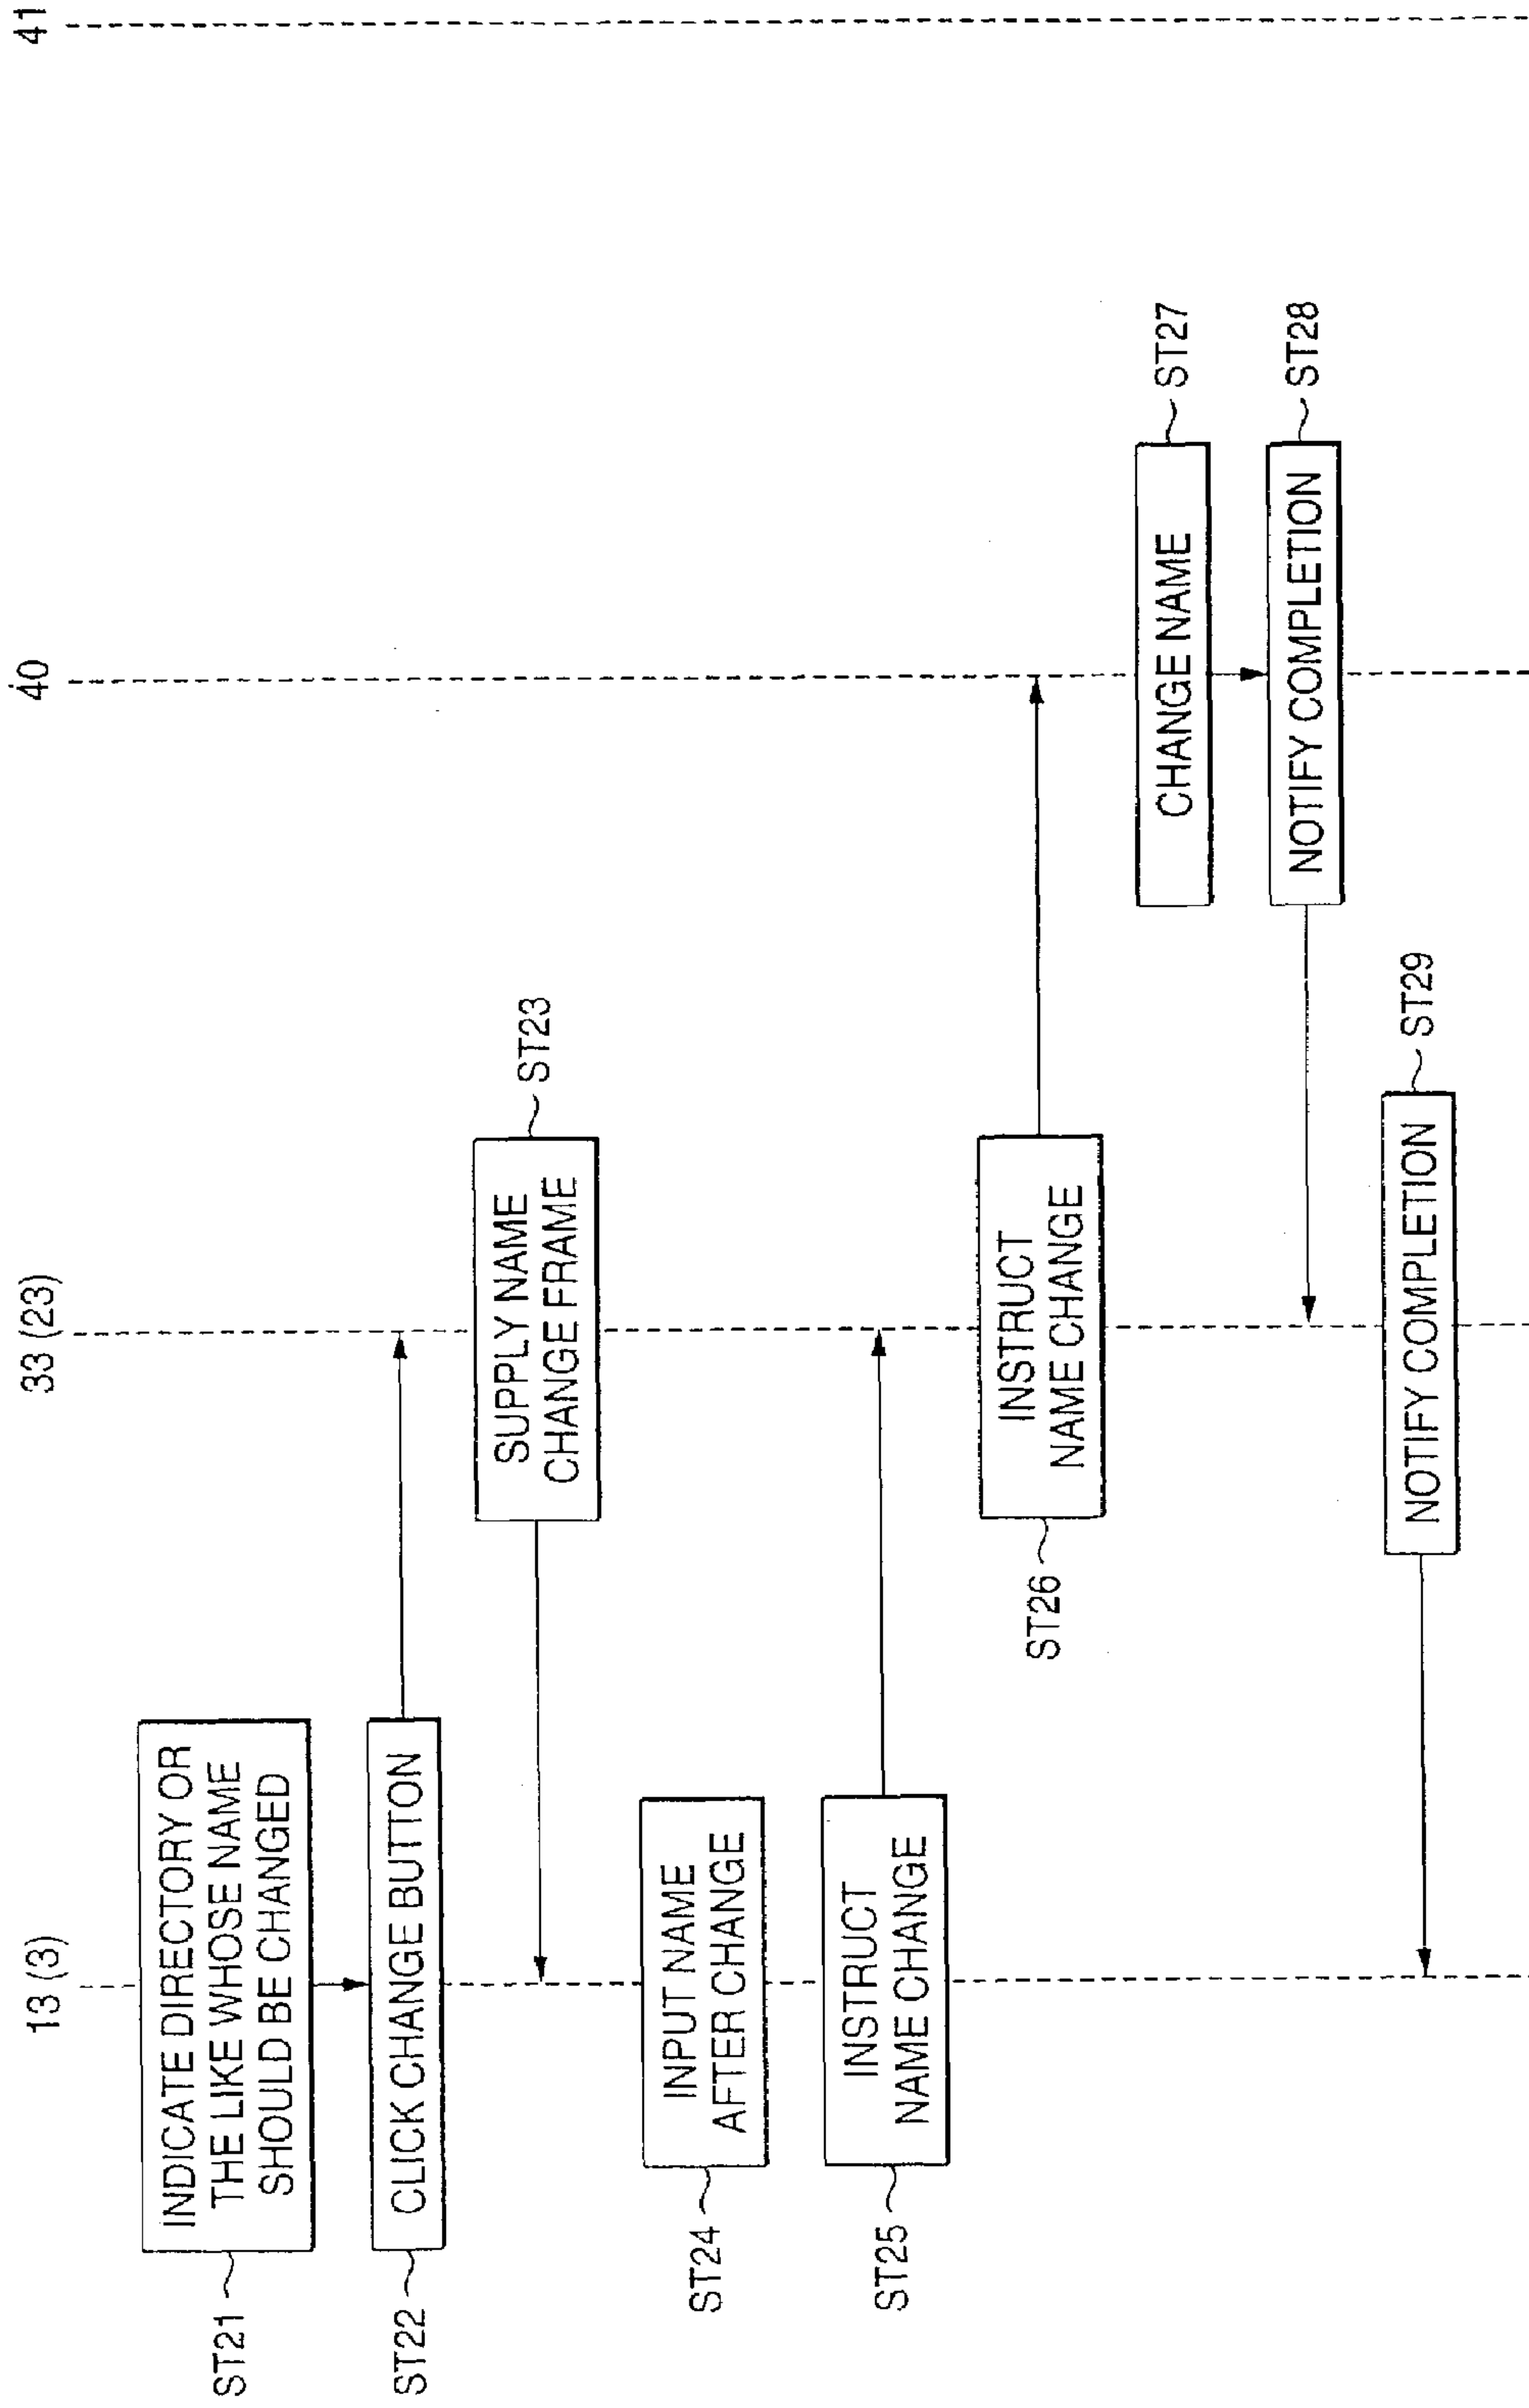 13 (3)
33 (23)
40
41
ST21
INDICATE DIRECTORY OR
THE LIKE WHOSE NAME
SHOULD BE CHANGED
ST22
CLICK CHANGE BUTTON
SUPPLY NAME
CHANGE FRAME
ST23
ST24
INPUT NAME
AFTER CHANGE
ST25
INSTRUCT
NAME CHANGE
ST26
INSTRUCT
NAME CHANGE
CHANGE NAME
ST27
NOTIFY COMPLETION
ST28
NOTIFY COMPLETION
ST29